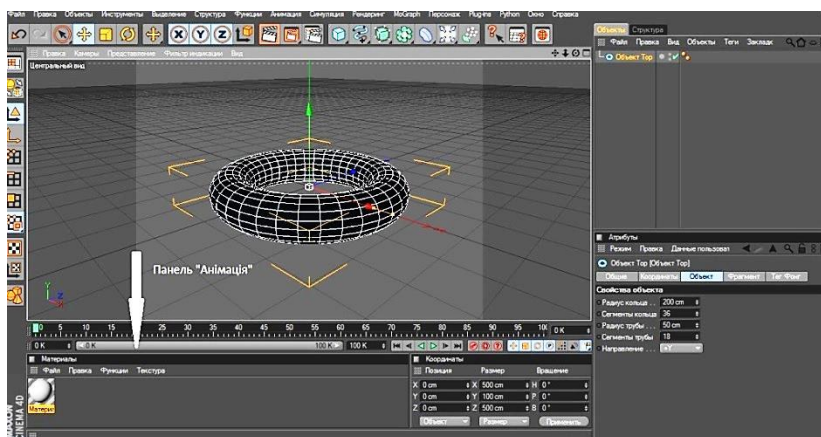 Файл Правка Объекты Инструменты Выделение Структура Функции Анимация Симуляция Рендеринг MoGraph Персонаж Plug-ins Python Окно Справка
Объекты Структура
Файл Правка Вид Объекты Теги Закладк
Объект Тор
Правка Камеры Представление Фильтр индикации Вид
Центральный вид
X Y Z
Y
Z
Панель "Анімація"
0 5 10 15 20 25 30 35 40 45 50 55 60 65 70 75 80 85 90 95 100 0 K
0 K 0 K 100 K 100 K
Атрибуты
Режим Правка Данные пользоват
Объект Тор [Объект Тор]
Общие Координаты Объект Фрагмент Тег Фонг
Свойства объекта
Радиус кольца . . 200 cm
Сегменты кольца 36
Радиус трубы . . . 50 cm
Сегменты трубы . 18
Направление . . . +Y
Материалы
Файл Правка Функции Текстура
Материа
Координаты
Позиция Размер Вращение
X 0 cm X 500 cm H 0 °
Y 0 cm Y 100 cm P 0 °
Z 0 cm Z 500 cm B 0 °
Объект Размер Применить
MAXON
CINEMA 4D